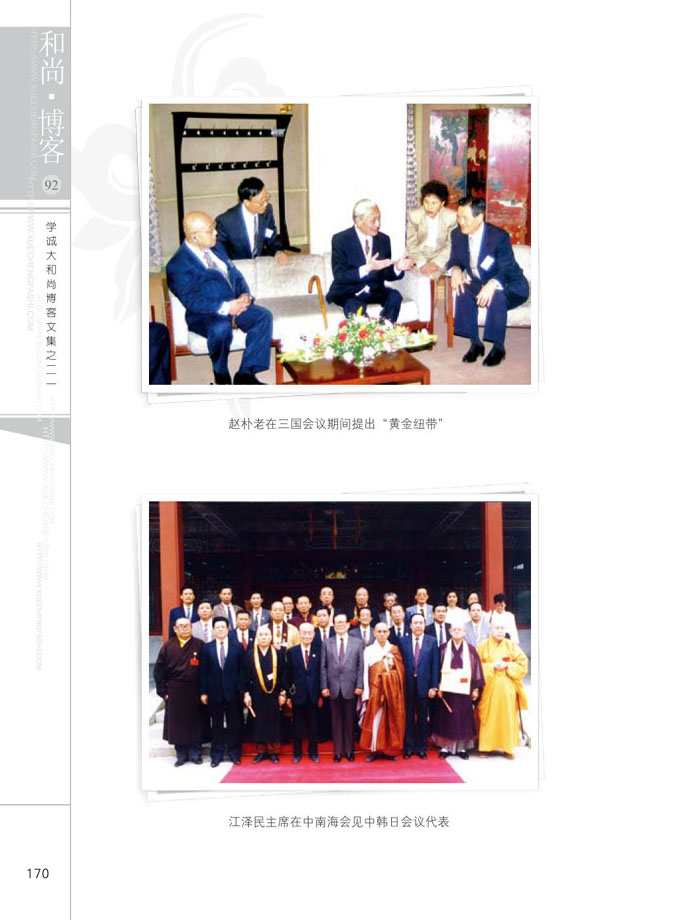 和尚·博客
92
学诚大和尚博客文集之二一
赵朴老在三国会议期间提出“黄金纽带”
江泽民主席在中南海会见中韩日会议代表
170